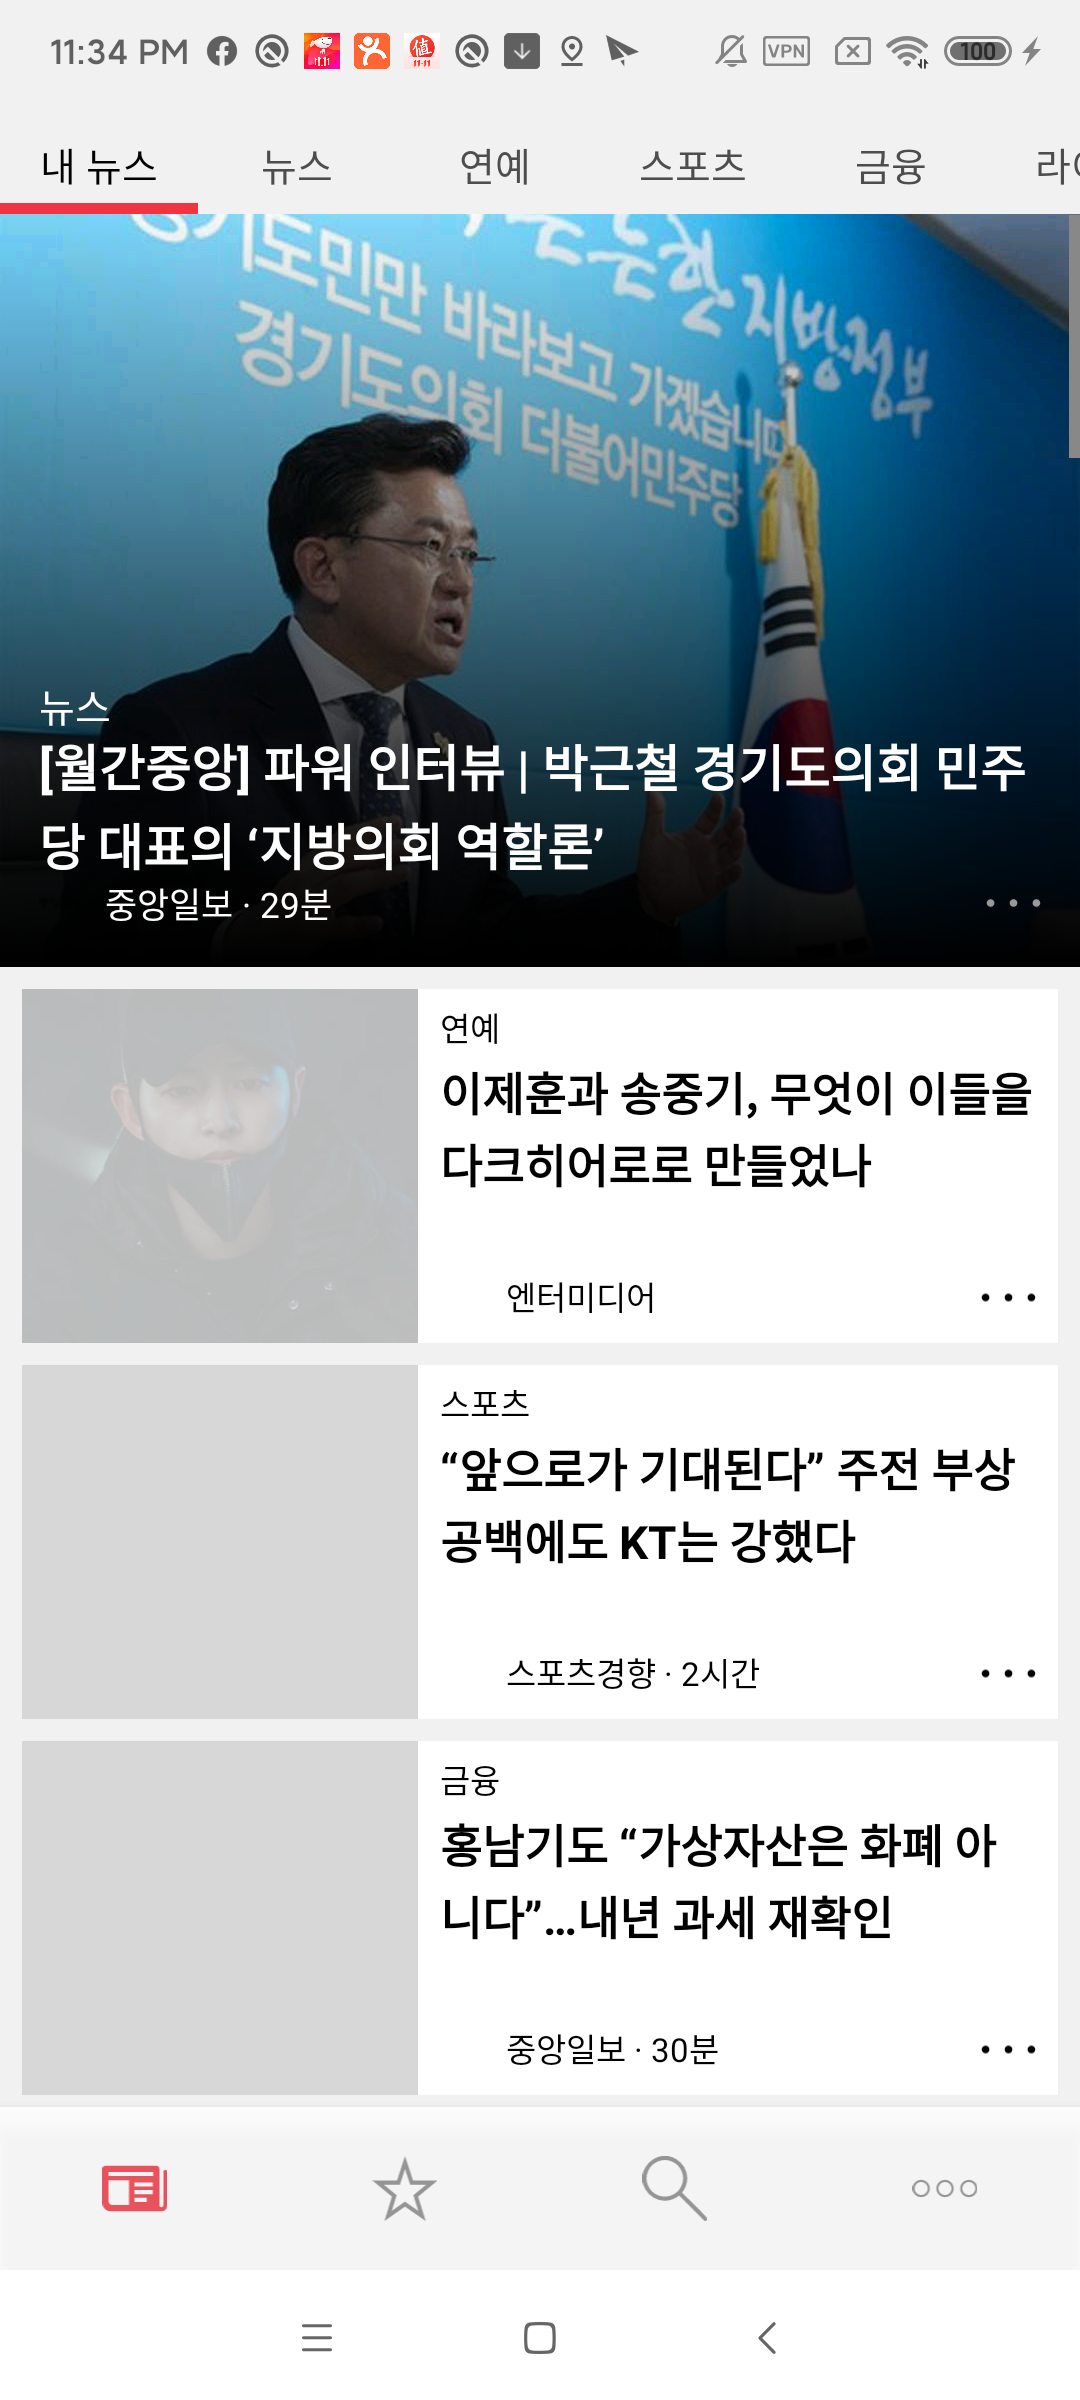 11:34 PM
VPN
100
내 뉴스
뉴스
연예
스포츠
금융
경기도민만 바라보고 가겠습니다
경기도의회 더불어민주당
지방정부
뉴스
[월간중앙] 파워 인터뷰 | 박근철 경기도의회 민주
당 대표의 ‘지방의회 역할론’
중앙일보 · 29분
연예
이제훈과 송중기, 무엇이 이들을
다크히어로로 만들었나
엔터미디어
스포츠
“앞으로가 기대된다” 주전 부상
공백에도 KT는 강했다
스포츠경향 · 2시간
금융
홍남기도 “가상자산은 화폐 아
니다”...내년 과세 재확인
중앙일보 · 30분